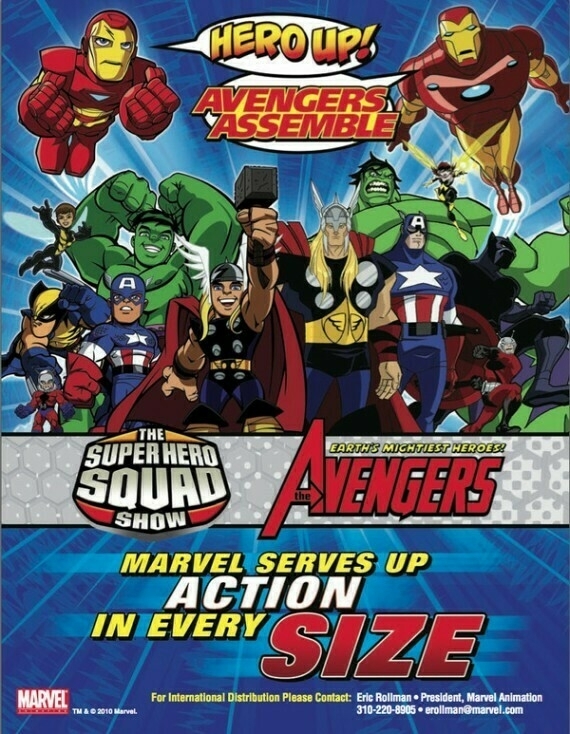 HERO UP!
AVENGERS
ASSEMBLE
A
A
THE
SUPER HERO
SQUAD
SHOW
EARTH'S MIGHTIEST HEROES!
the AVENGERS
MARVEL SERVES UP
ACTION
IN EVERY SIZE
MARVEL
TM & © 2010 Marvel.
For International Distribution Please Contact: Eric Rollman • President, Marvel Animation
310-220-8905 • erollman@marvel.com